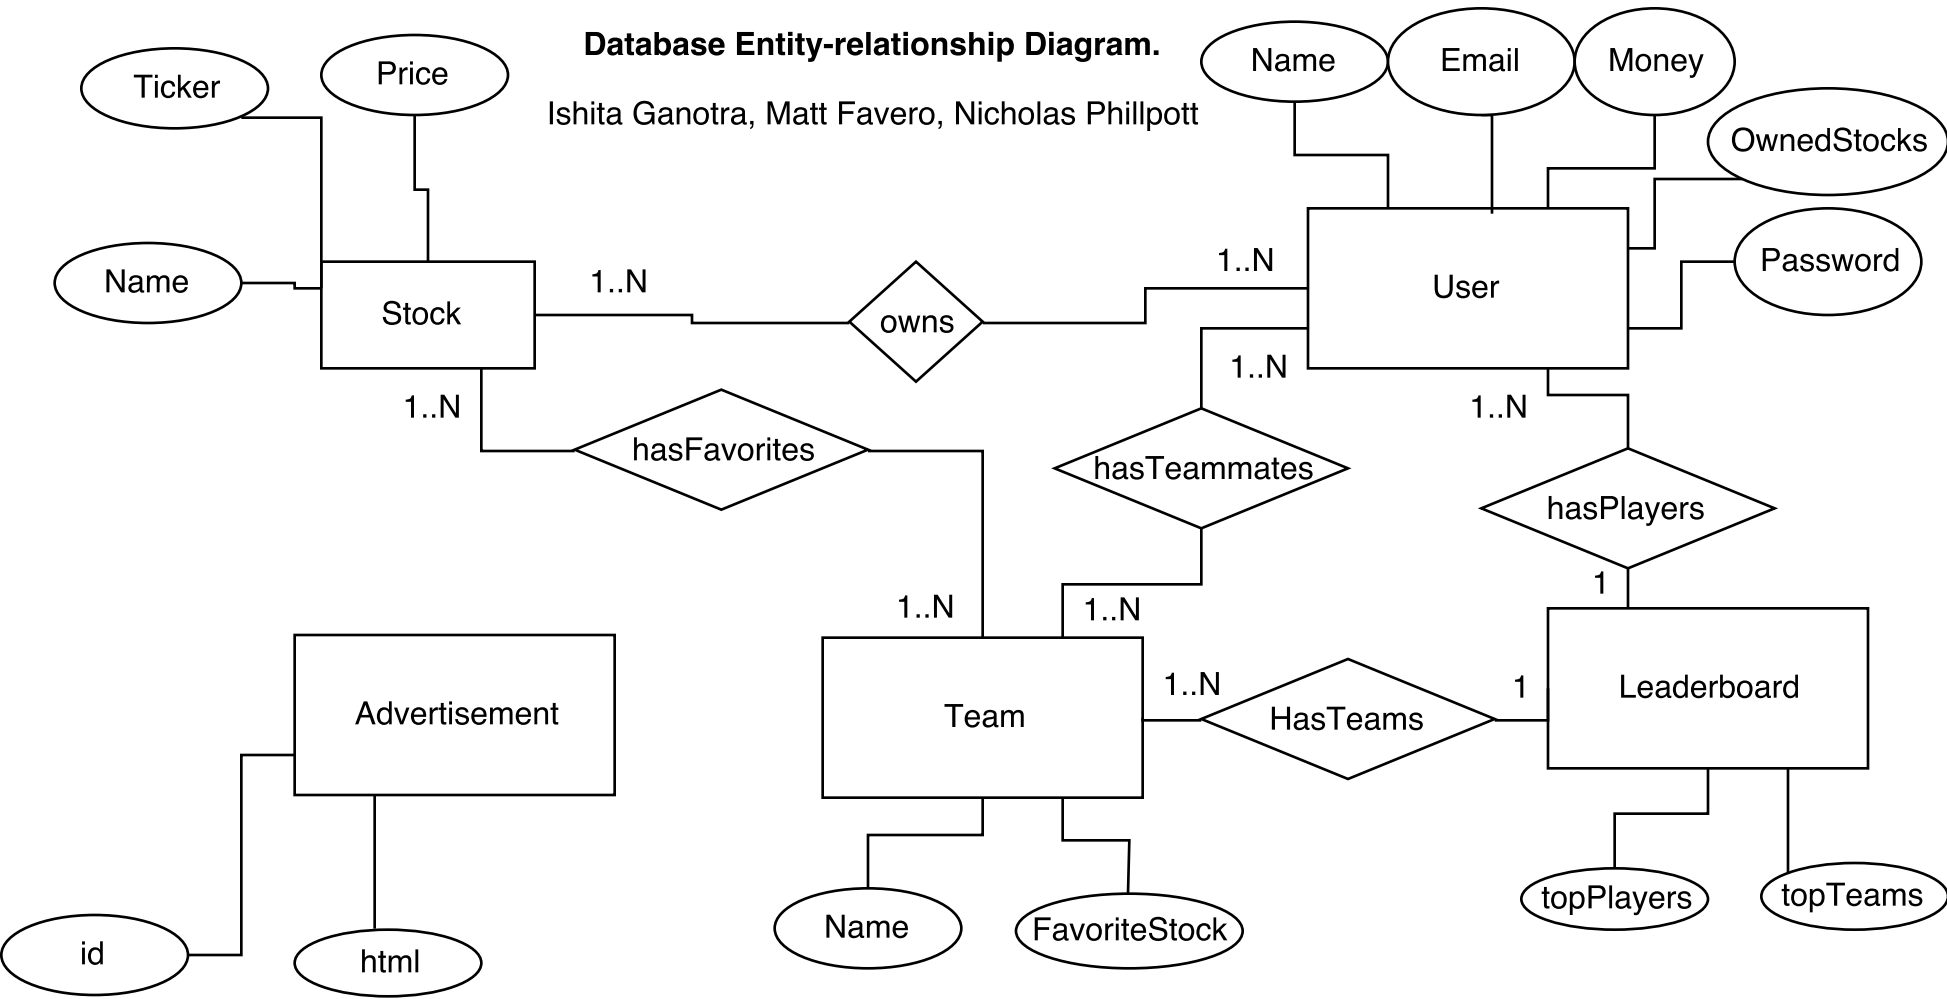 Database Entity-relationship Diagram.
Ishita Ganotra, Matt Favero, Nicholas Phillpott
Ticker
Price
Name
Email
Money
OwnedStocks
Password
Name
Stock
1..N
owns
1..N
User
1..N
hasFavorites
1..N
hasTeammates
1..N
1..N
hasPlayers
1..N
1
Advertisement
Team
1..N
HasTeams
1
Leaderboard
id
html
Name
FavoriteStock
topPlayers
topTeams